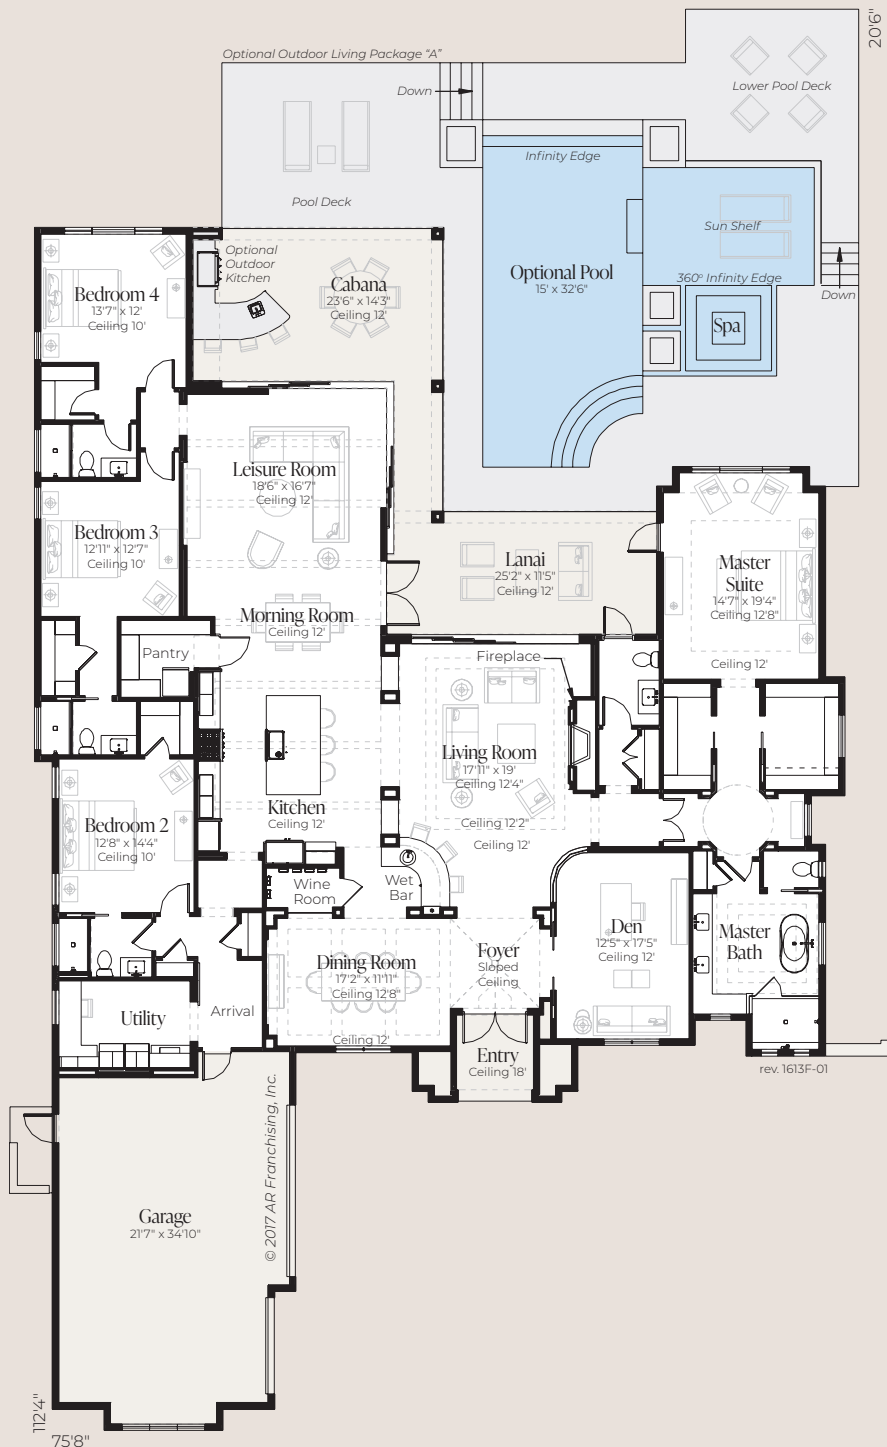 20'6"
Optional Outdoor Living Package “A”
Down
Lower Pool Deck
Infinity Edge
Pool Deck
Sun Shelf
Optional
Outdoor
Kitchen
Cabana
23'6" x 14'3"
Ceiling 12'
Optional Pool
15' x 32'6"
360° Infinity Edge
Down
Spa
Bedroom 4
13'7" x 12'
Ceiling 10'
Leisure Room
18'6" x 16'7"
Ceiling 12'
Bedroom 3
12'11" x 12'7"
Ceiling 10'
Lanai
25'2" x 11'5"
Ceiling 12'
Master
Suite
14'7" x 19'4"
Ceiling 12'8"
Ceiling 12'
Morning Room
Ceiling 12'
Pantry
Fireplace
Living Room
17'11" x 19'
Ceiling 12'4"
Ceiling 12'2"
Ceiling 12'
Kitchen
Ceiling 12'
Bedroom 2
12'8" x 14'4"
Ceiling 10'
Wine
Room
Wet
Bar
Den
12'5" x 17'5"
Ceiling 12'
Master
Bath
Foyer
Sloped
Ceiling
Dining Room
17'2" x 11'11"
Ceiling 12'8"
Ceiling 12'
Utility
Arrival
Entry
Ceiling 18'
rev. 1613F-01
© 2017 AR Franchising, Inc.
Garage
21'7" x 34'10"
112'4"
75'8"